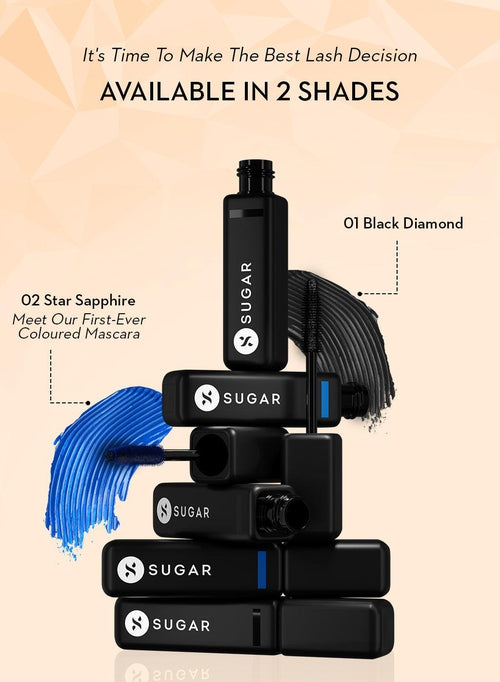 It's Time To Make The Best Lash Decision
AVAILABLE IN 2 SHADES
01 Black Diamond
02 Star Sapphire
Meet Our First-Ever
Coloured Mascara
SUGAR
SUGAR
SUGAR
SUGAR
SUGAR